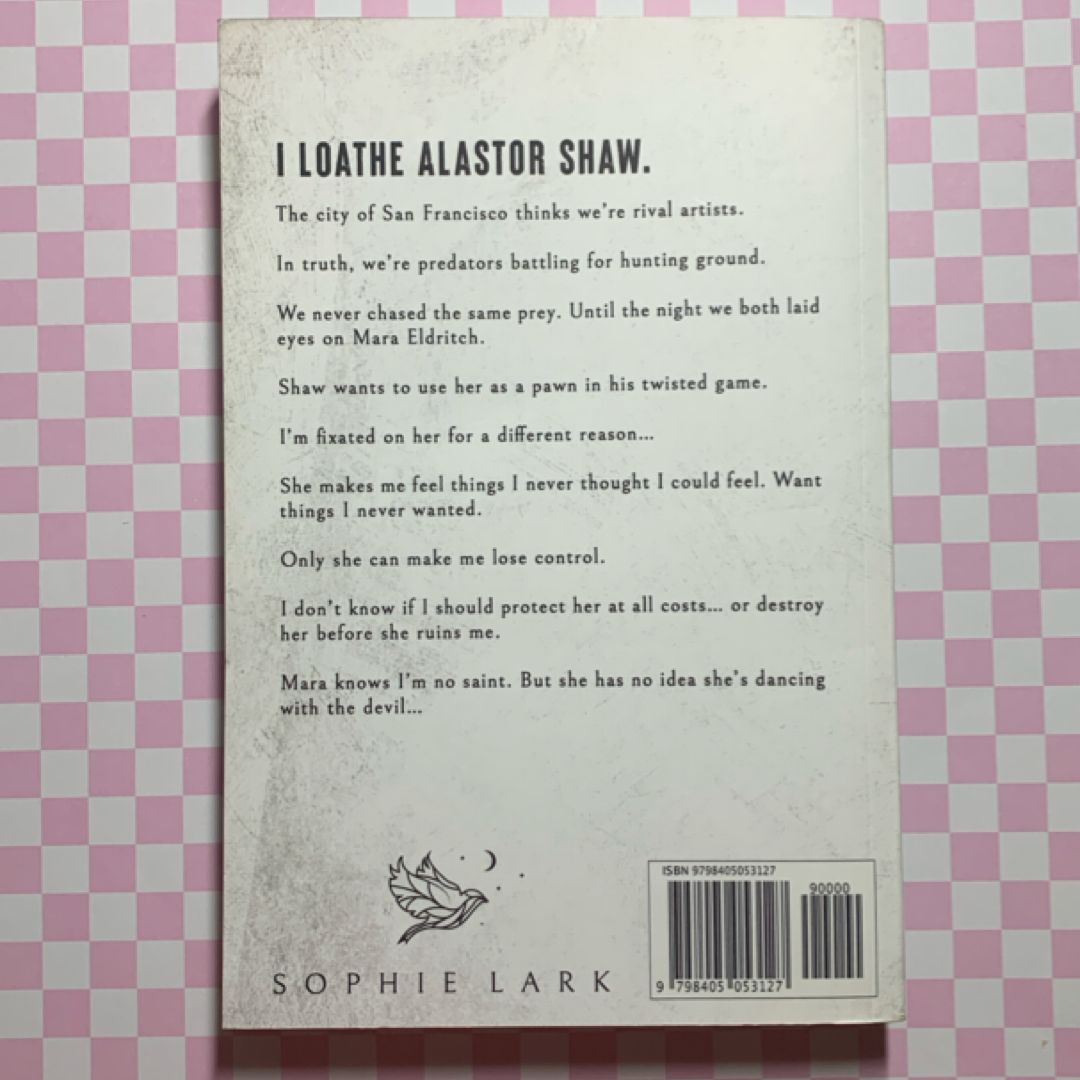 I LOATHE ALASTOR SHAW.
The city of San Francisco thinks we're rival artists.
In truth, we're predators battling for hunting ground.
We never chased the same prey. Until the night we both laid
eyes on Mara Eldritch.
Shaw wants to use her as a pawn in his twisted game.
I'm fixated on her for a different reason...
She makes me feel things I never thought I could feel. Want
things I never wanted.
Only she can make me lose control.
I don't know if I should protect her at all costs... or destroy
her before she ruins me.
Mara knows I'm no saint. But she has no idea she's dancing
with the devil...
SOPHIE LARK
ISBN 9798405053127
90000
9 798405 053127